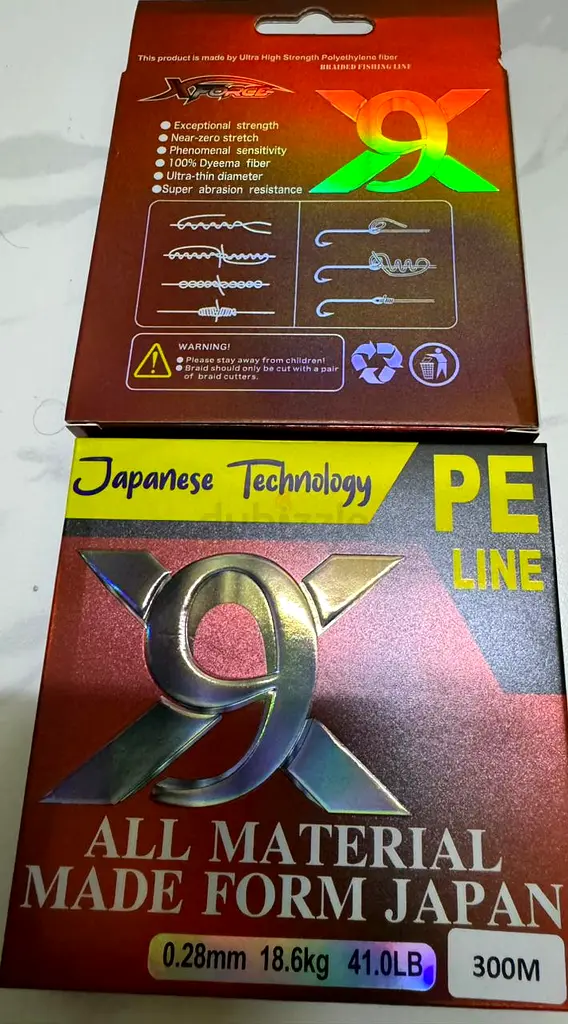 This product is made by Ultra High Strength Polyethylene fiber
BRAIDED FISHING LINE
XFORCE
X9
Exceptional strength
Near-zero stretch
Phenomenal sensitivity
100% Dyeema fiber
Ultra-thin diameter
Super abrasion resistance
WARNING!
Please stay away from children!
Braid should only be cut with a pair
of braid cutters.
Japanese Technology
PE
LINE
X9
ALL MATERIAL
MADE FORM JAPAN
0.28mm 18.6kg 41.0LB
300M